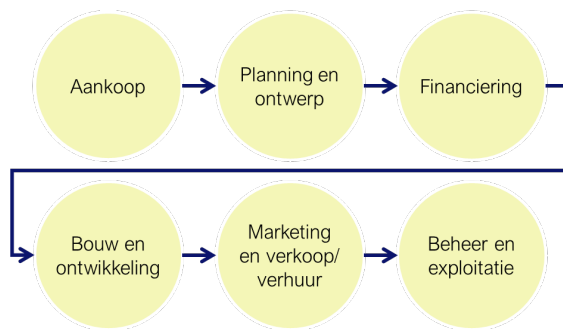 Aankoop
Planning en
ontwerp
Financiering
Bouw en
ontwikkeling
Marketing
en verkoop/
verhuur
Beheer en
exploitatie